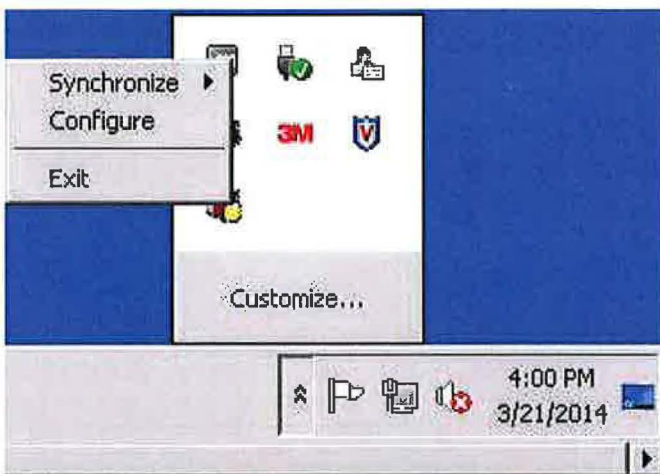 Synchronize
Configure
Exit
3M
V
Customize...
4:00 PM
3/21/2014